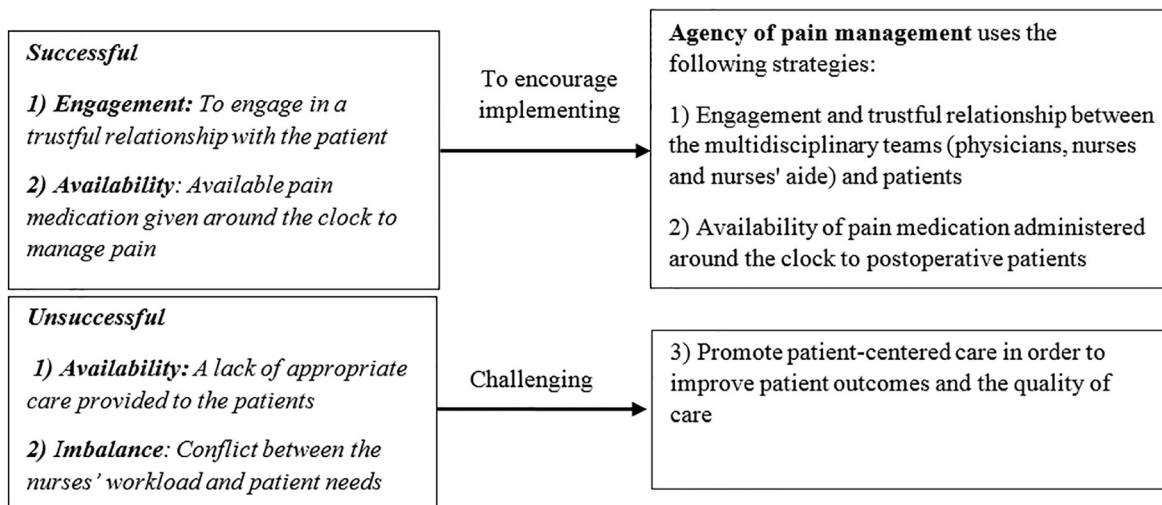 Successful
1) Engagement: To engage in a
trustful relationship with the patient
2) Availability: Available pain
medication given around the clock to
manage pain
To encourage
implementing
Agency of pain management uses the
following strategies:
1) Engagement and trustful relationship between
the multidisciplinary teams (physicians, nurses
and nurses' aide) and patients
2) Availability of pain medication administered
around the clock to postoperative patients
Unsuccessful
1) Availability: A lack of appropriate
care provided to the patients
2) Imbalance: Conflict between the
nurses’ workload and patient needs
Challenging
3) Promote patient-centered care in order to
improve patient outcomes and the quality of
care